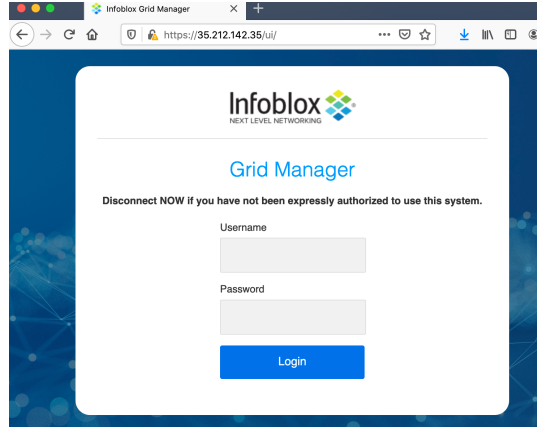 Infoblox Grid Manager
https://35.212.142.35/ui/
Infoblox
NEXT LEVEL NETWORKING
Grid Manager
Disconnect NOW if you have not been expressly authorized to use this system.
Username
Password
Login